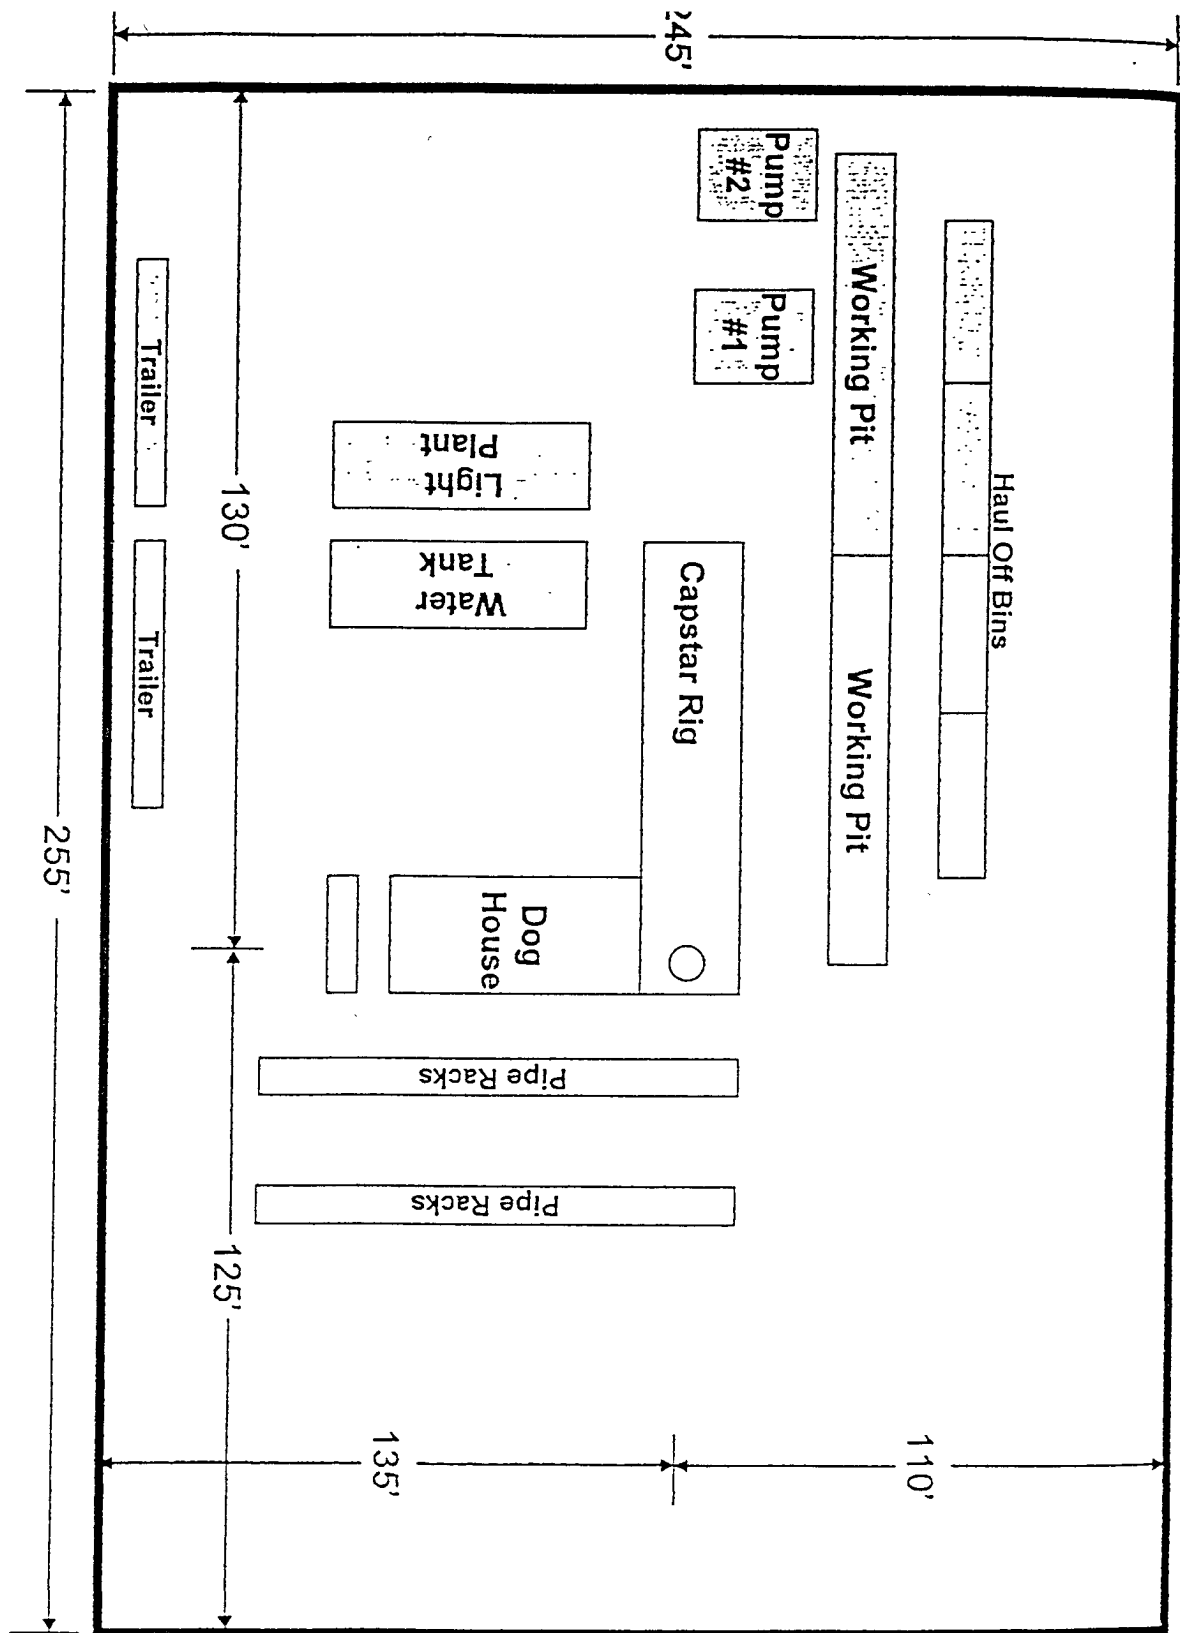 245'
Pump
#2
Pump
#1
Working Pit
Working Pit
Haul Off Bins
Light
Plant
Water
Tank
Capstar Rig
Dog
House
Trailer
Trailer
130'
255'
Pipe Racks
Pipe Racks
125'
135'
110'